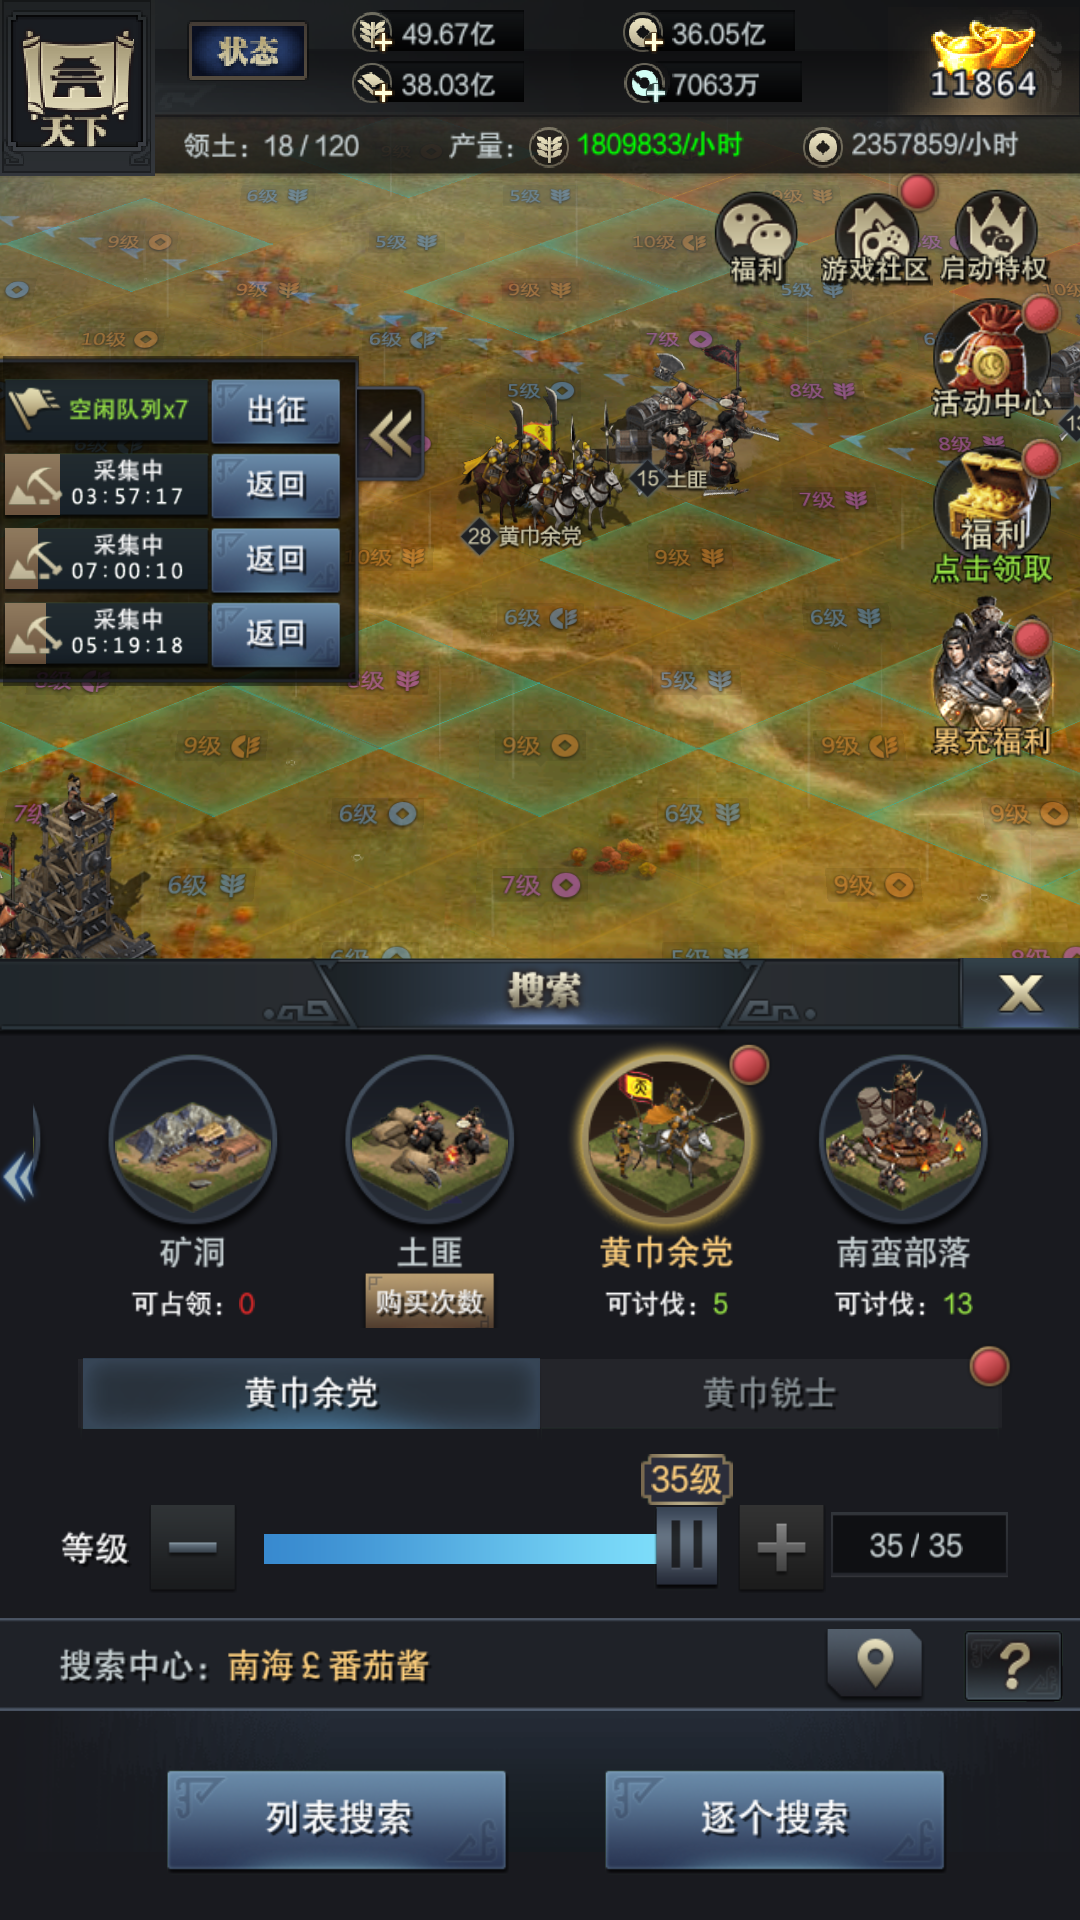 天下
状态
49.67亿
36.05亿
38.03亿
7063万
11864
领土：18 / 120
产量：
1809833/小时
2357859/小时
6级
5级
9级
9级
5级
10级
级
9级
9级
5级
10级
6级
7级
5级
8级
8级
7级
9级
6级
6级
5级
9级
9级
9级
6级
6级
9级
6级
7级
9级
福利
游戏社区
启动特权
活动中心
福利
点击领取
累充福利
空闲队列x7
出征
采集中
03:57:17
返回
采集中
07:00:10
返回
采集中
05:19:18
返回
15 土匪
28 黄巾余党
搜索
矿洞
土匪
黄巾余党
南蛮部落
可占领：0
购买次数
可讨伐：5
可讨伐：13
黄巾余党
黄巾锐士
35级
等级
35 / 35
搜索中心：南海￡番茄酱
?
列表搜索
逐个搜索